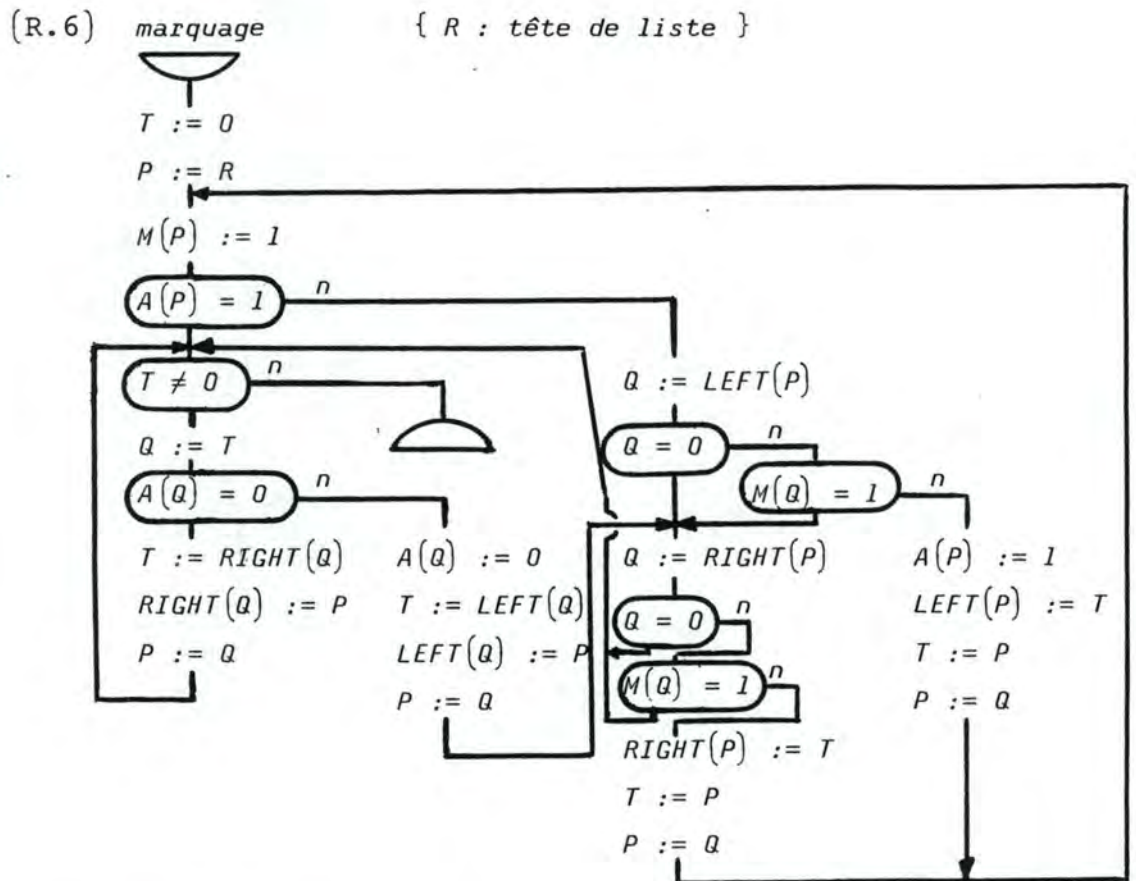 (R.6) marquage { R : tête de liste }
T := 0
P := R
M(P) := 1
A(P) = 1 n
T ≠ 0 n
Q := T
A(Q) = 0 n
T := RIGHT(Q)
RIGHT(Q) := P
P := Q
A(Q) := 0
T := LEFT(Q)
LEFT(Q) := P
P := Q
Q := LEFT(P)
Q = 0 n
M(Q) = 1 n
Q := RIGHT(P)
Q = 0 n
M(Q) = 1 n
RIGHT(P) := T
T := P
P := Q
A(P) := 1
LEFT(P) := T
T := P
P := Q